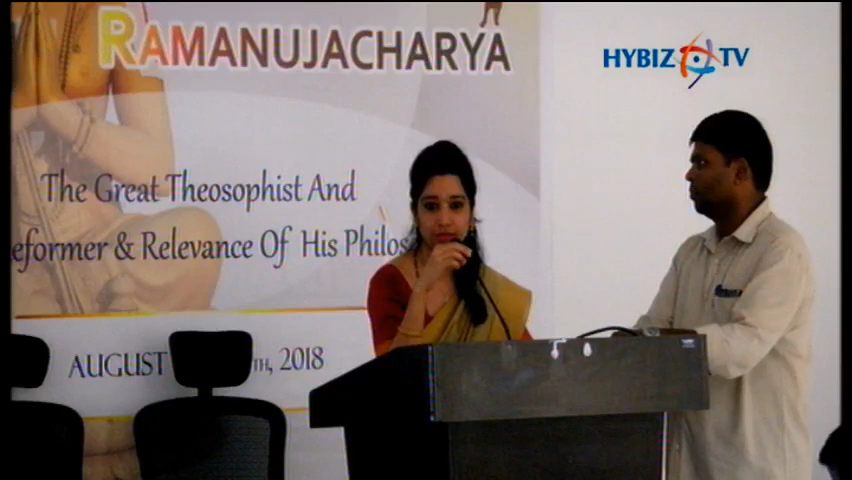 RAMANUJACHARYA
HYBIZ TV
The Great Theosophist And
eformer & Relevance Of His Philos
AUGUST TH, 2018